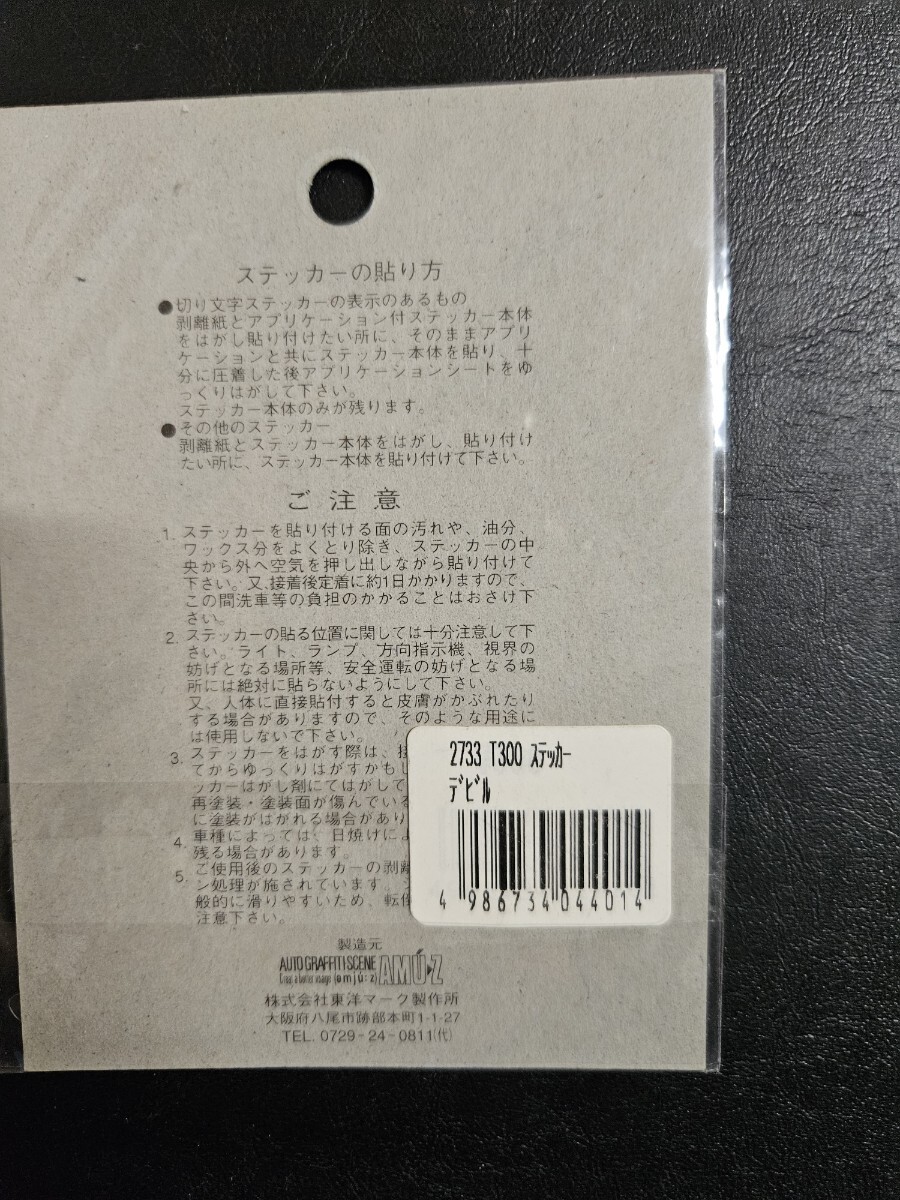 ステッカーの貼り方
●切り文字ステッカーの表示のあるもの
剥離紙とアプリケーション付ステッカー本体
をはがし貼り付けたい所に、そのままアプリ
ケーションと共にステッカー本体を貼り、十
分に圧着した後アプリケーションシートをゆ
っくりはがして下さい。
ステッカー本体のみが残ります。
●その他のステッカー
剥離紙とステッカー本体をはがし、貼り付け
たい所に、ステッカー本体を貼り付けて下さい。
ご注意
1. ステッカーを貼り付ける面の汚れや、油分、
ワックス分をよくとり除き、ステッカーの中
央から外へ空気を押し出しながら貼り付けて
下さい。又、接着後定着に約1日かかりますので、
この間洗車等の負担のかかることはおさけ下
さい。
2. ステッカーの貼る位置に関しては十分注意して下
さい。ライト、ランプ、方向指示機、視界の
妨げとなる場所等、安全運転の妨げとなる場
所には絶対に貼らないようにして下さい。
又、人体に直接貼付すると皮膚がかぶれたり
する場合がありますので、そのような用途に
は使用しないで下さい。
3. ステッカーをはがす際は、
てからゆっくりはがすかもし
ッカーはがし剤にてはがして
再塗装・塗装面が傷んでいる
に塗装がはがれる場合があり
4. 車種によっては、日焼けによ
残る場合があります。
5. ご使用後のステッカーの剥離
ン処理が施されています
般的に滑りやすいため、転倒
注意下さい。
2733 T300 ｽﾃｯｶｰ
ﾃﾞﾋﾞﾙ
4 986734 044014
製造元
AUTO GRAFFITI SCENE AMÚ・Z
(əmjú:z)
株式会社東洋マーク製作所
大阪府八尾市跡部本町1-1-27
TEL. 0729-24-0811(代)